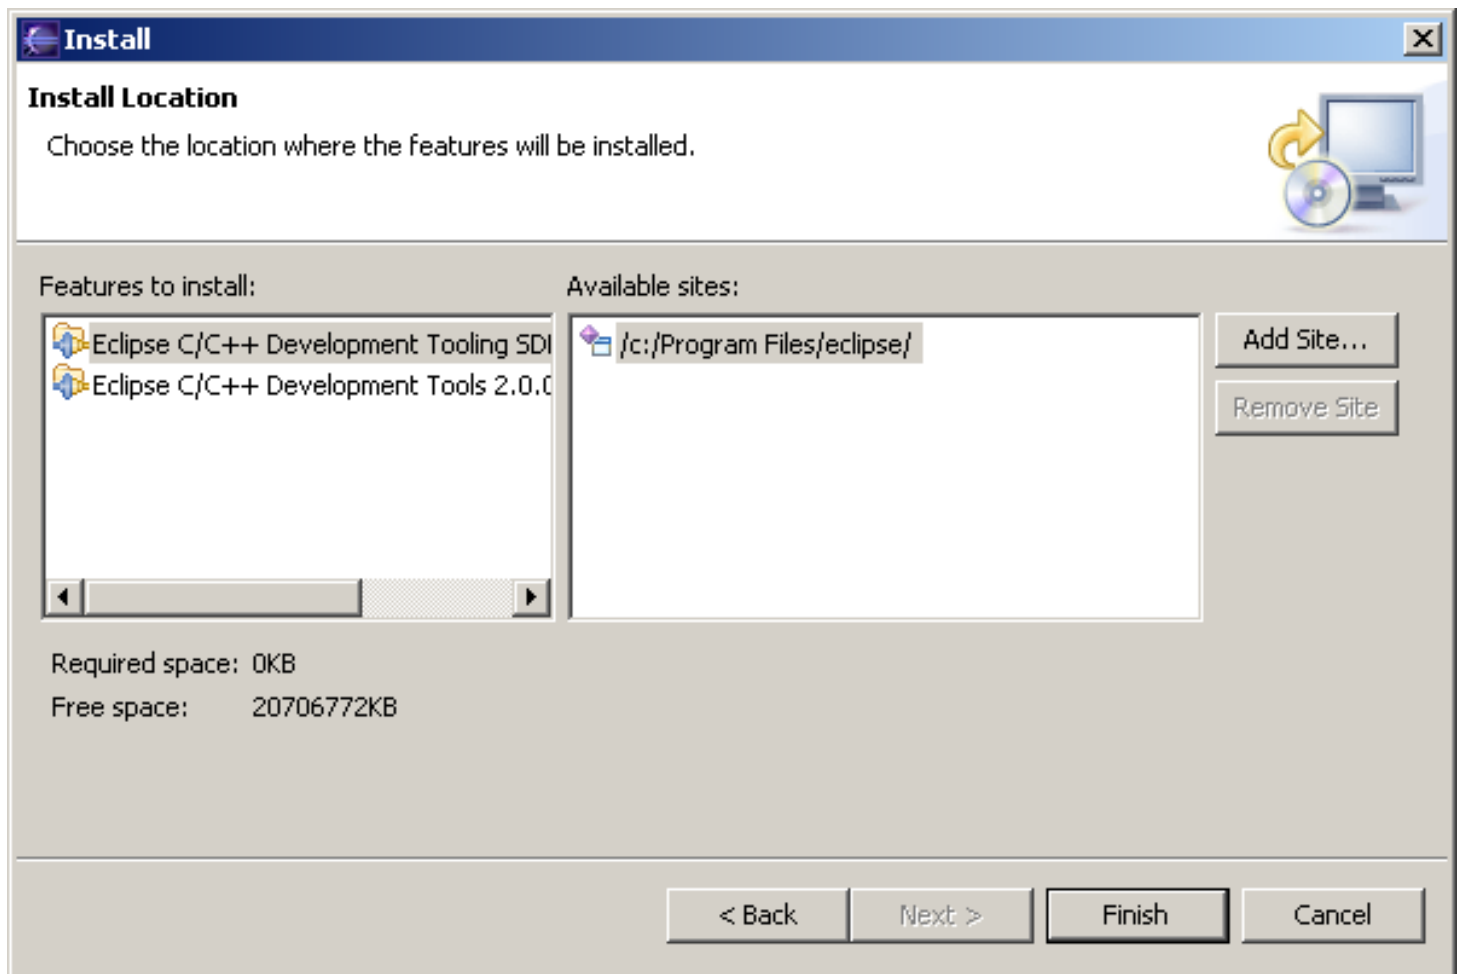 Install
Install Location
Choose the location where the features will be installed.
Features to install:
Available sites:
Eclipse C/C++ Development Tooling
Eclipse C/C++ Development Tools 2.0.0
/c:/Program Files/eclipse/
Add Site...
Remove Site
Required space: 0KB
Free space: 20706772KB
< Back
Next >
Finish
Cancel